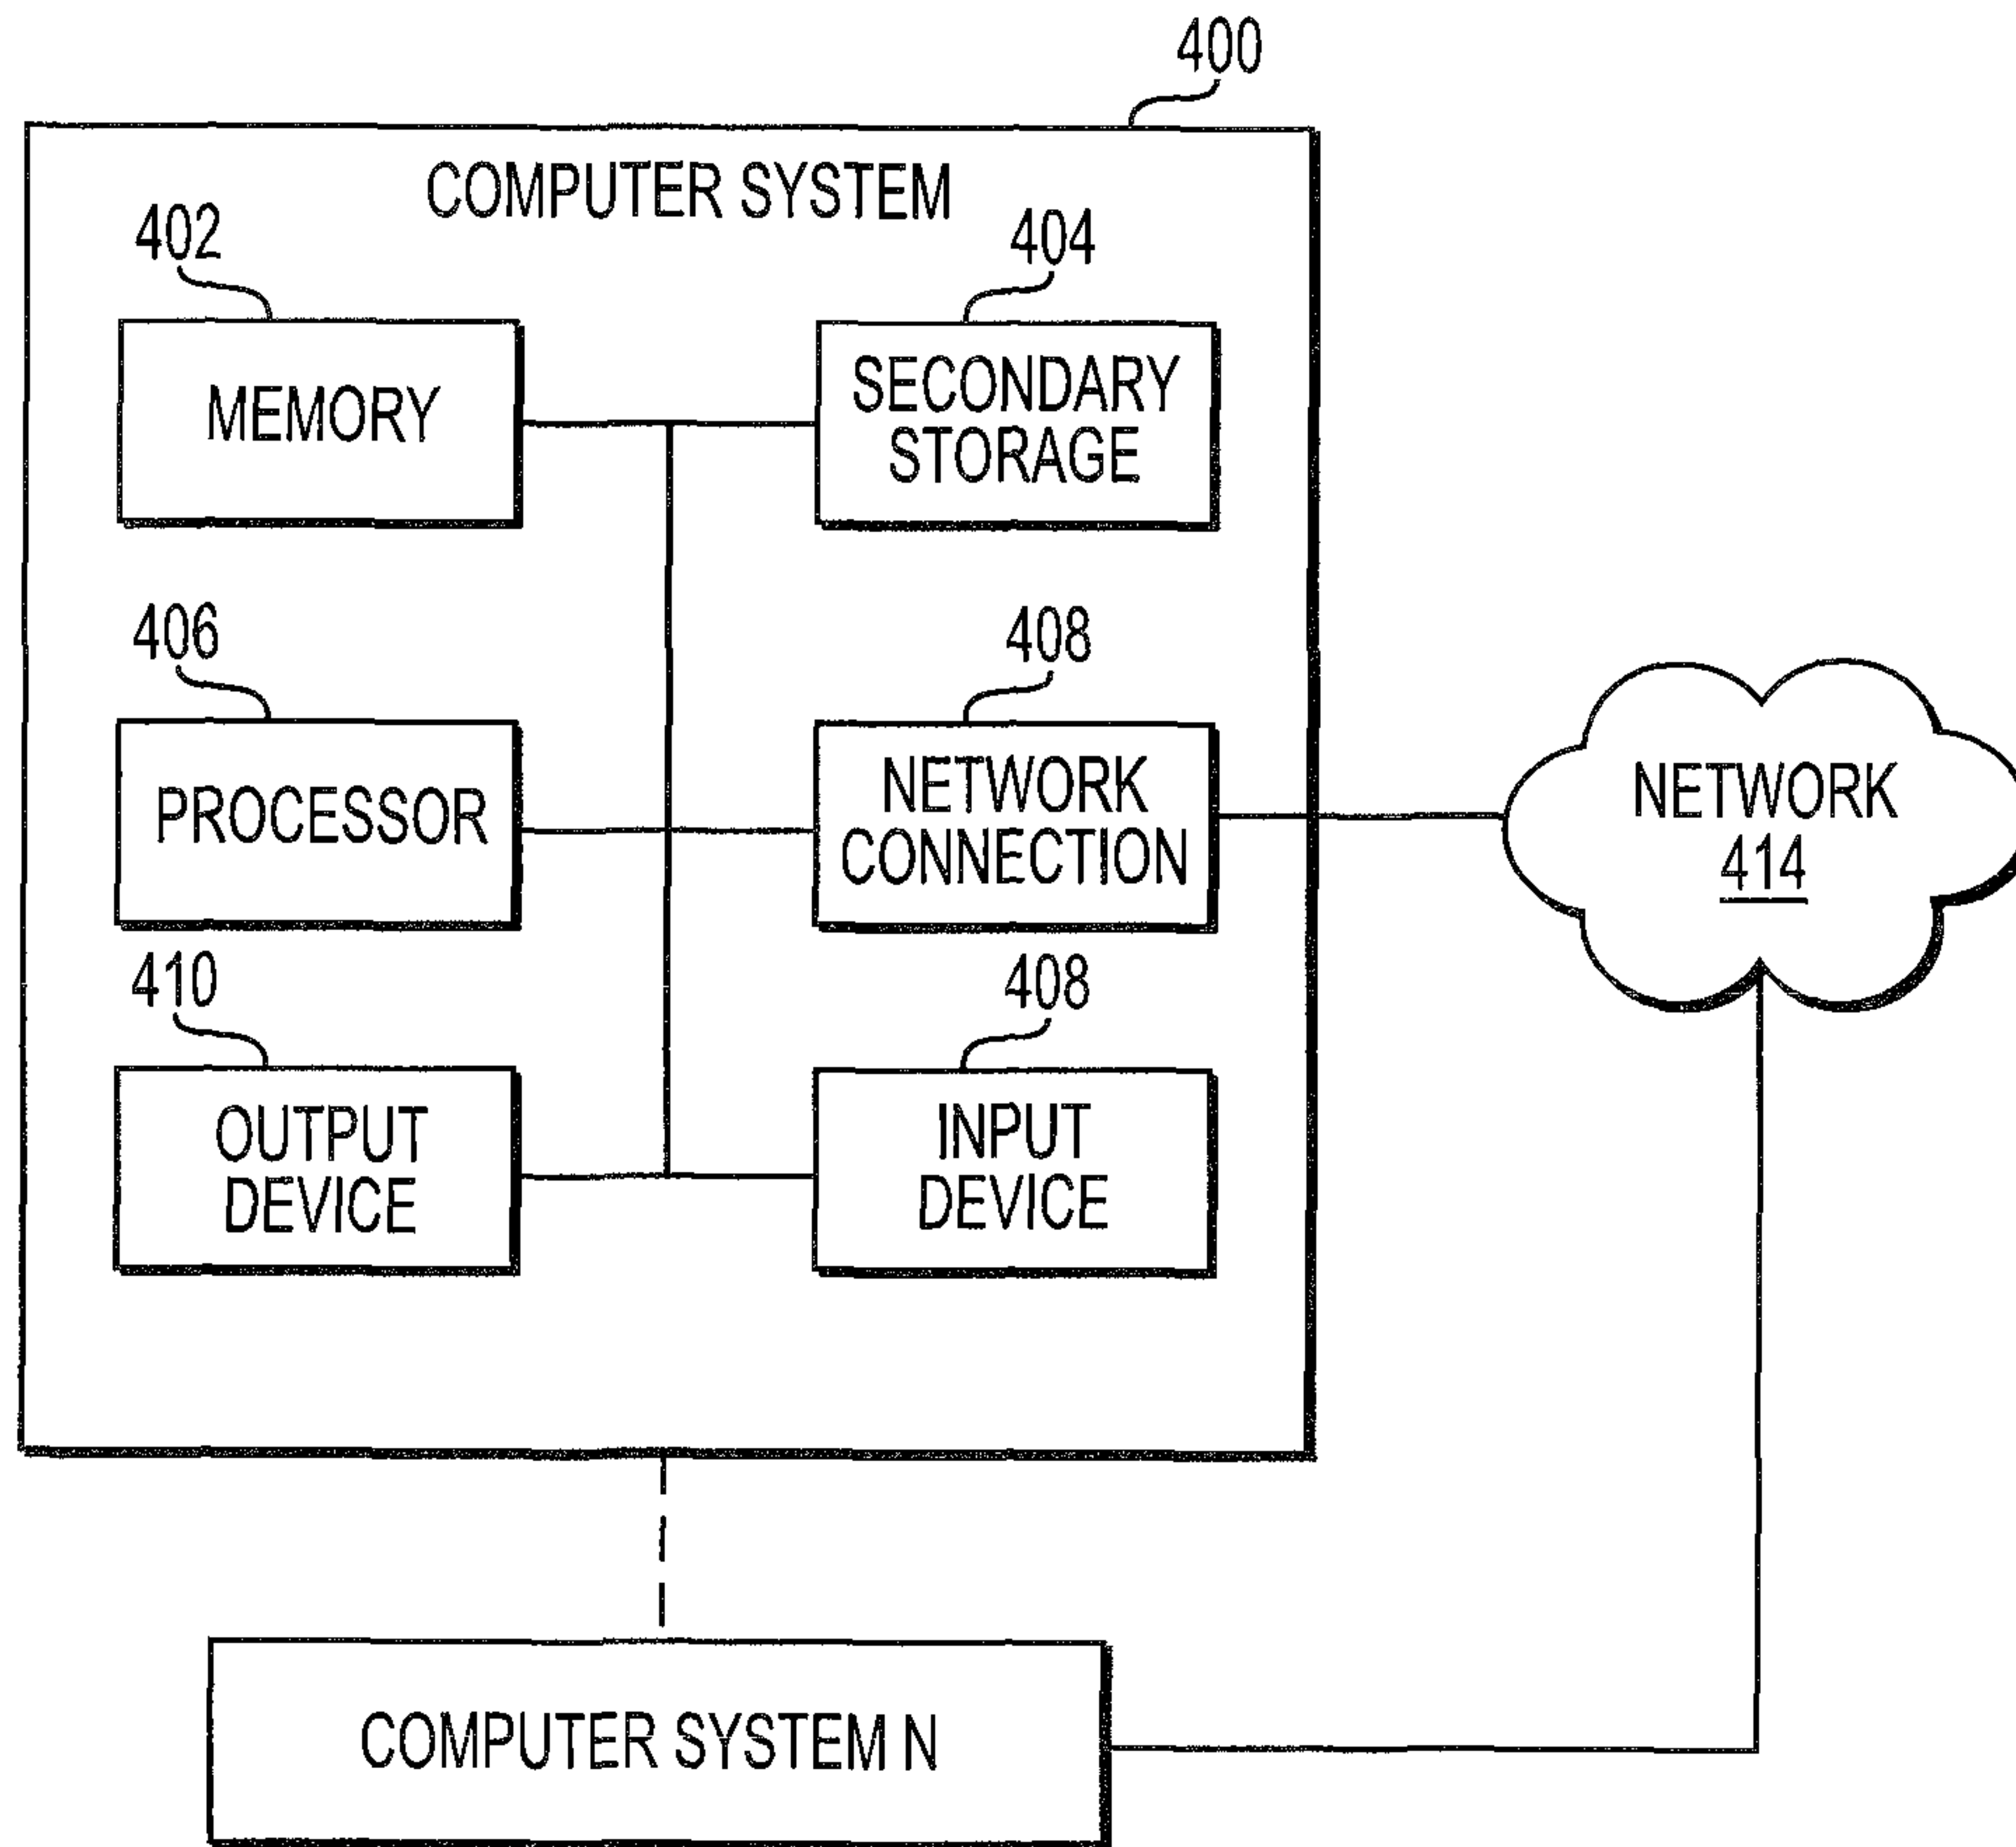 400
COMPUTER SYSTEM
402
404
MEMORY
SECONDARY
STORAGE
406
408
PROCESSOR
NETWORK
CONNECTION
NETWORK
414
410
408
OUTPUT
DEVICE
INPUT
DEVICE
COMPUTER SYSTEM N